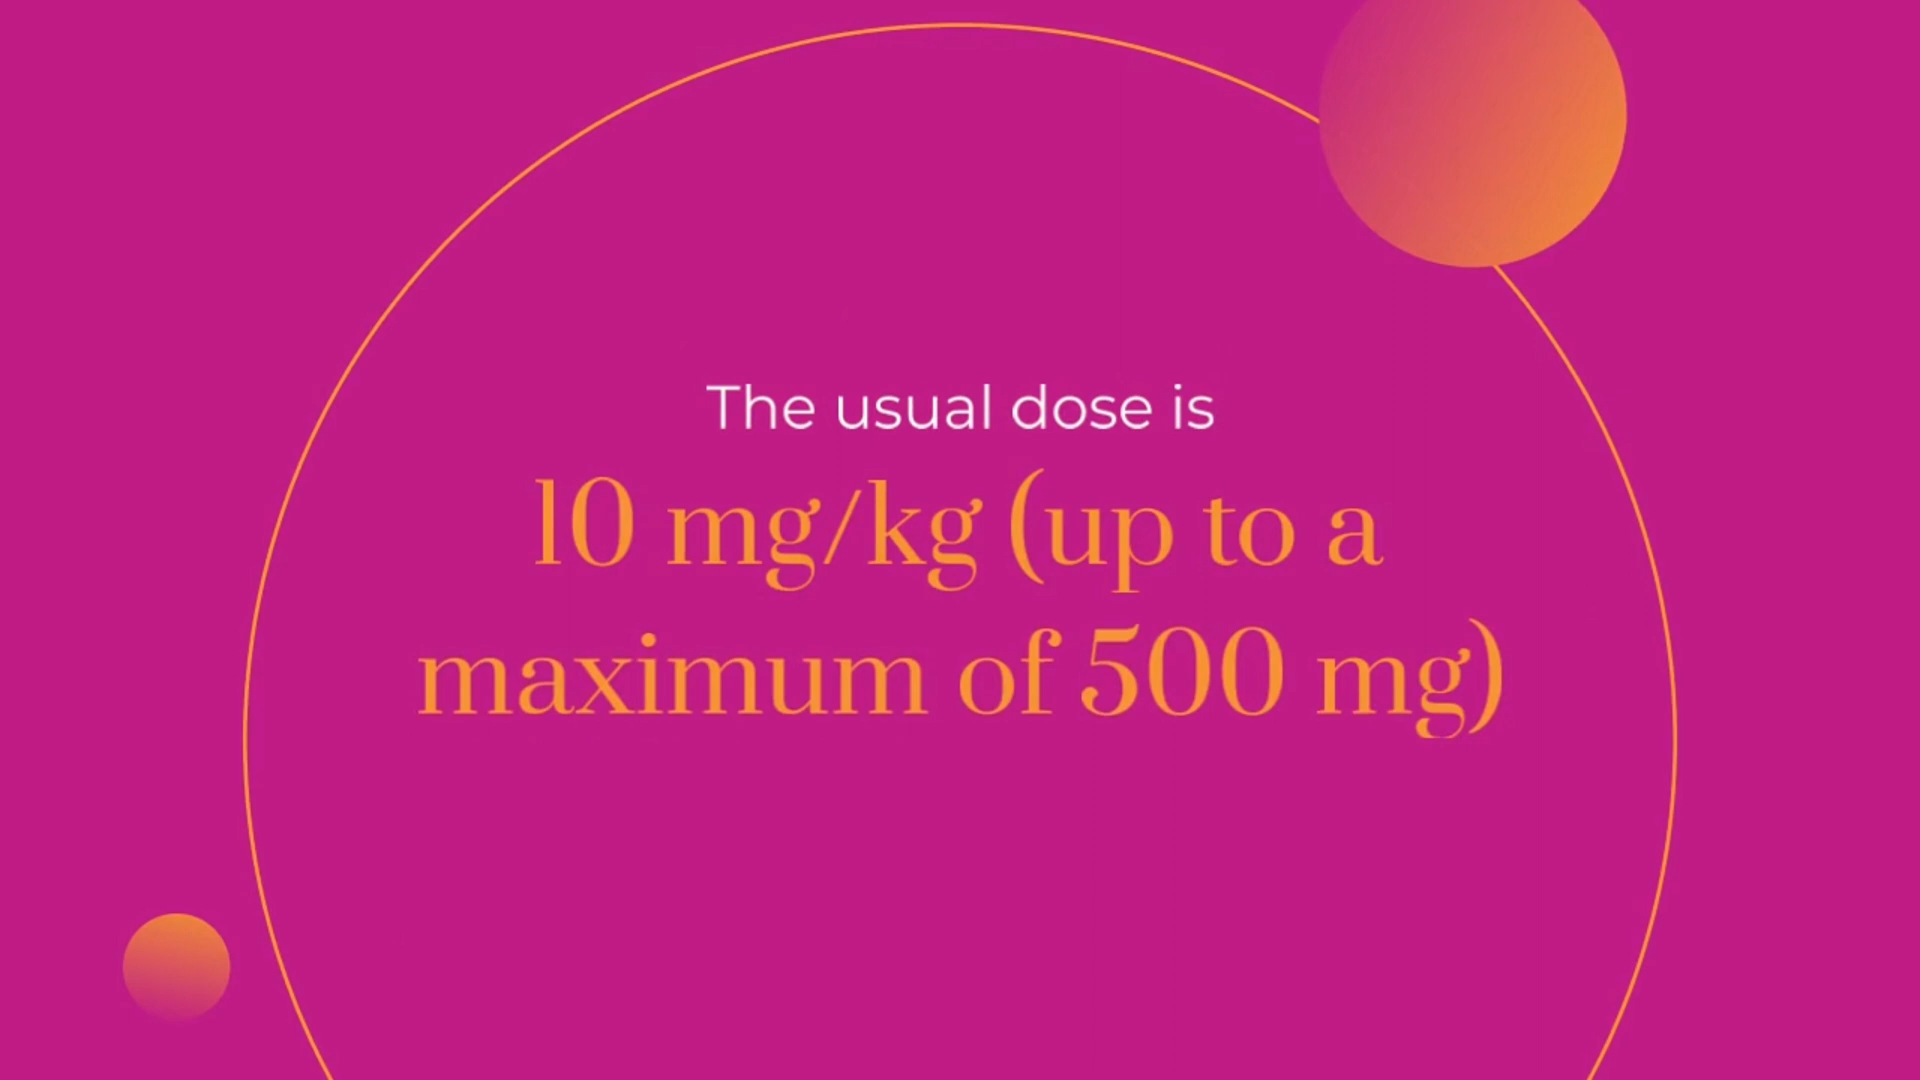 The usual dose is
10 mg/kg (up to a
maximum of 500 mg)